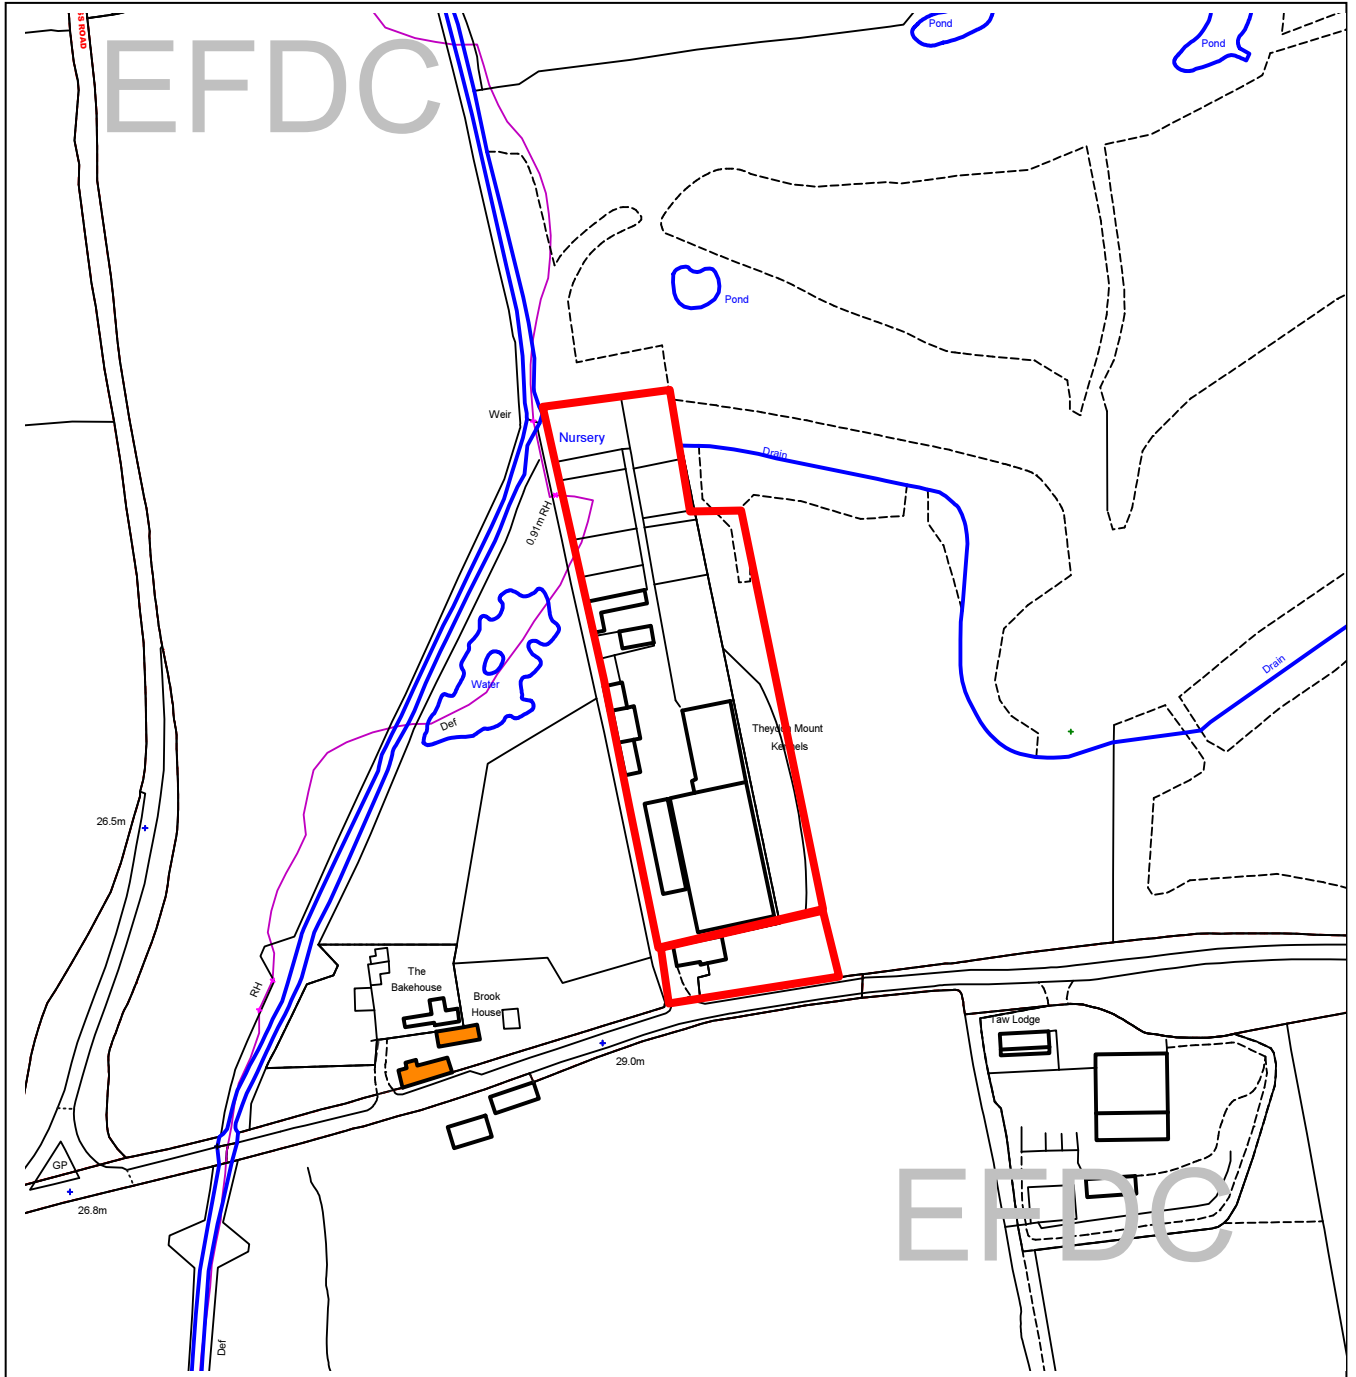 EFDC
Pond
Pond
Pond
Weir
Nursery
Drain
0.91m RH
Water
Def
Drain
Theydon Mount
Kennels
26.5m
The
Bakehouse
RH
Brook
House
Taw Lodge
29.0m
GP
26.8m
EFDC
Def